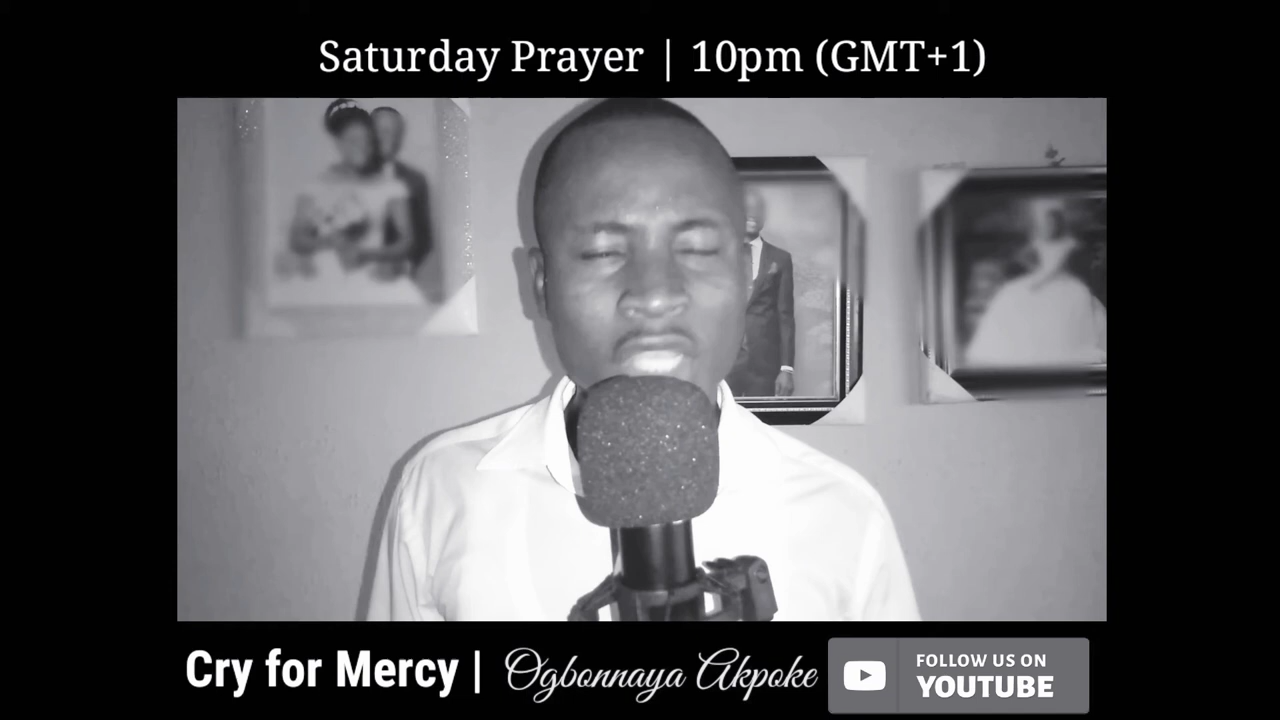 Saturday Prayer | 10pm (GMT+1)
Cry for Mercy | Ogbonnaya Akpoke
FOLLOW US ON
YOUTUBE